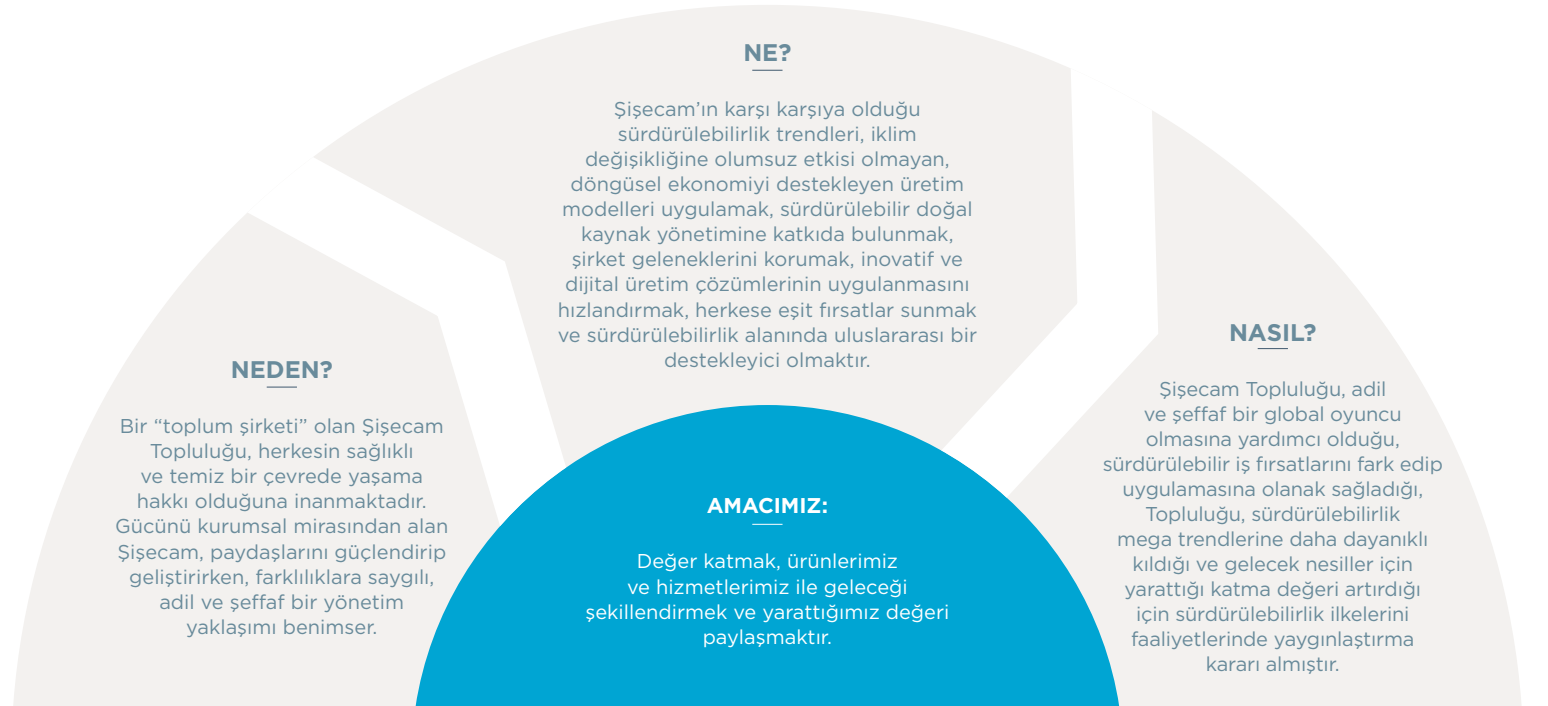 NEDEN?
Bir “toplum şirketi” olan Şişecam
Topluluğu, herkesin sağlıklı
ve temiz bir çevrede yaşama
hakkı olduğuna inanmaktadır.
Gücünü kurumsal mirasından alan
Şişecam, paydaşlarını güçlendirip
geliştirirken, farklılıklara saygılı,
adil ve şeffaf bir yönetim
yaklaşımı benimser.
NE?
Şişecam’ın karşı karşıya olduğu
sürdürülebilirlik trendleri, iklim
değişikliğine olumsuz etkisi olmayan,
döngüsel ekonomiyi destekleyen üretim
modelleri uygulamak, sürdürülebilir doğal
kaynak yönetimine katkıda bulunmak,
şirket geleneklerini korumak, inovatif ve
dijital üretim çözümlerinin uygulanmasını
hızlandırmak, herkese eşit fırsatlar sunmak
ve sürdürülebilirlik alanında uluslararası bir
destekleyici olmaktır.
NASIL?
Şişecam Topluluğu, adil
ve şeffaf bir global oyuncu
olmasına yardımcı olduğu,
sürdürülebilir iş fırsatlarını fark edip
uygulamasına olanak sağladığı,
Topluluğu, sürdürülebilirlik
mega trendlerine daha dayanıklı
kıldığı ve gelecek nesiller için
yarattığı katma değeri artırdığı
için sürdürülebilirlik ilkelerini
faaliyetlerinde yaygınlaştırma
kararı almıştır.
AMACIMIZ:
Değer katmak, ürünlerimiz
ve hizmetlerimiz ile geleceği
şekillendirmek ve yarattığımız değeri
paylaşmaktır.